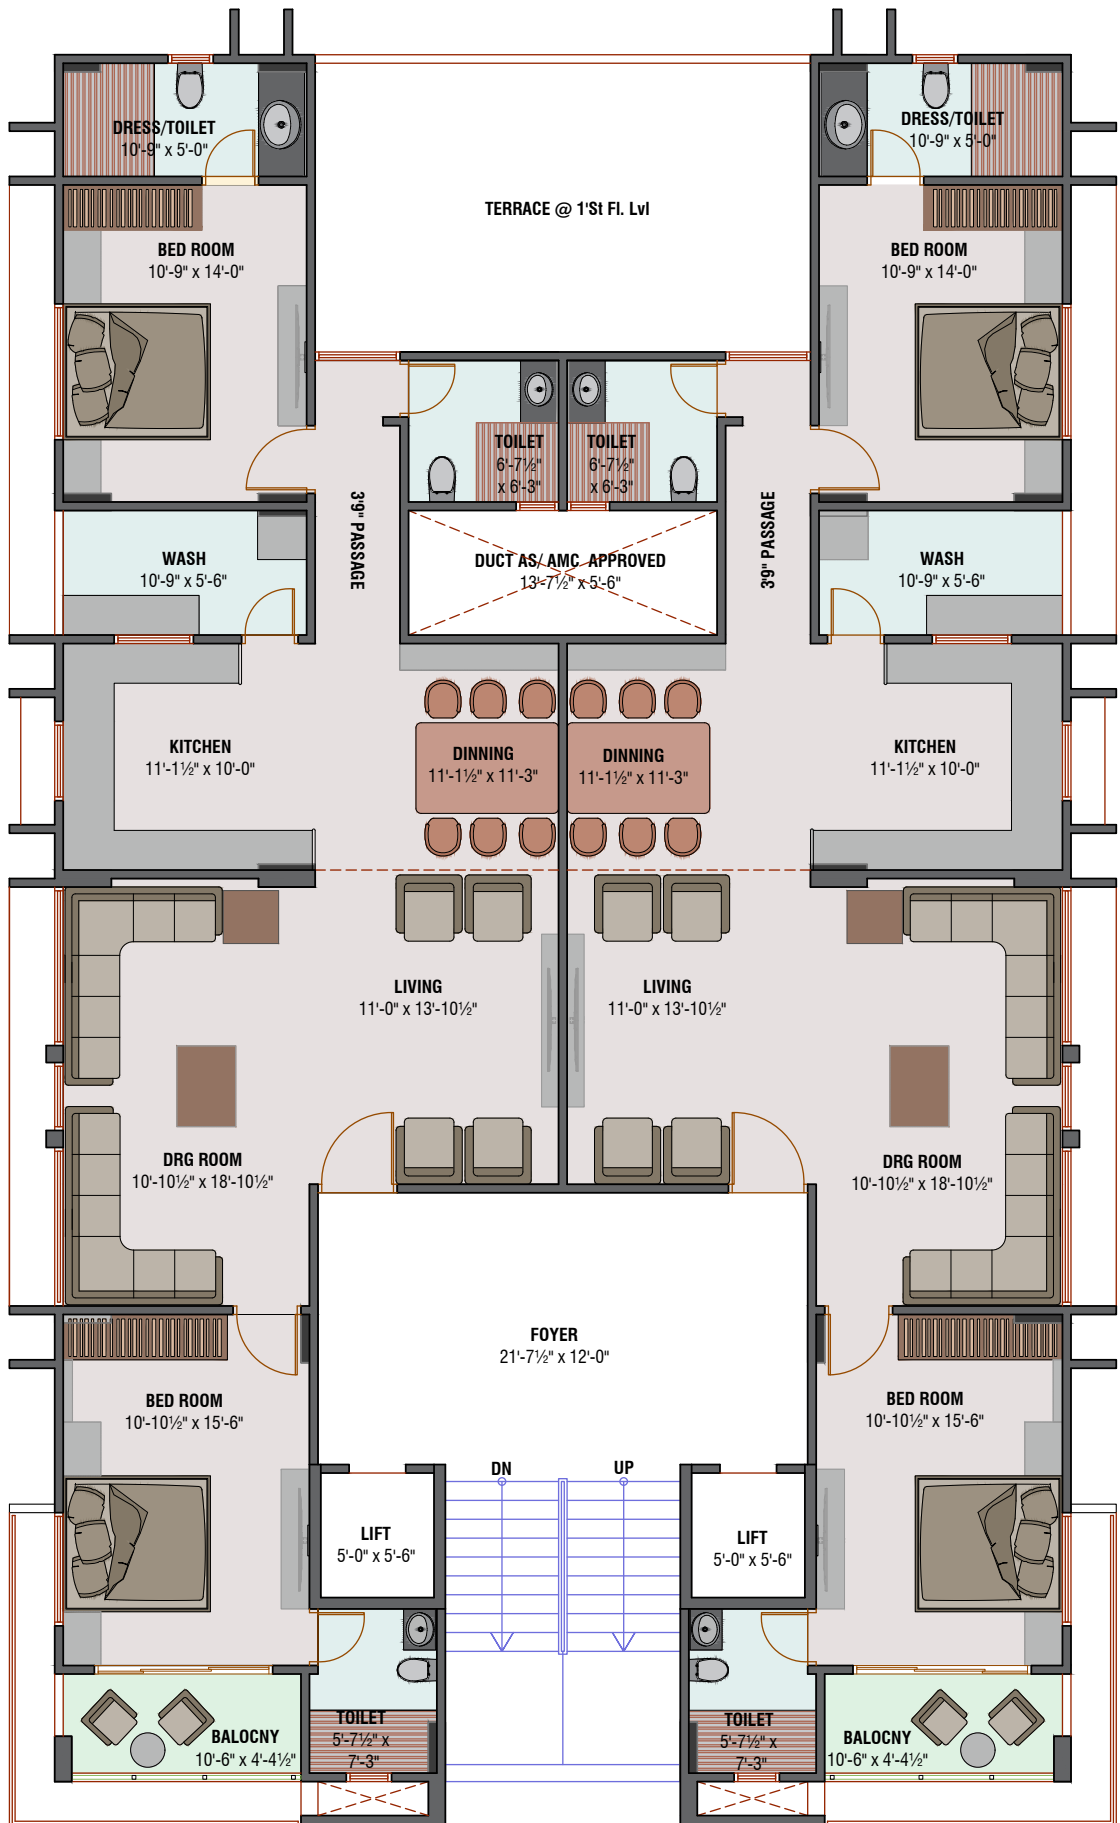 DRESS/TOILET
10'-9" x 5'-0"
DRESS/TOILET
10'-9" x 5'-0"
TERRACE @ 1'St Fl. Lvl
BED ROOM
10'-9" x 14'-0"
BED ROOM
10'-9" x 14'-0"
TOILET
6'-7½"
x 6'-3"
TOILET
6'-7½"
x 6'-3"
3'9" PASSAGE
3'9" PASSAGE
WASH
10'-9" x 5'-6"
DUCT AS/ AMC. APPROVED
13'-7½" x 5'-6"
WASH
10'-9" x 5'-6"
KITCHEN
11'-1½" x 10'-0"
DINNING
11'-1½" x 11'-3"
DINNING
11'-1½" x 11'-3"
KITCHEN
11'-1½" x 10'-0"
LIVING
11'-0" x 13'-10½"
LIVING
11'-0" x 13'-10½"
DRG ROOM
10'-10½" x 18'-10½"
DRG ROOM
10'-10½" x 18'-10½"
FOYER
21'-7½" x 12'-0"
BED ROOM
10'-10½" x 15'-6"
BED ROOM
10'-10½" x 15'-6"
DN
UP
LIFT
5'-0" x 5'-6"
LIFT
5'-0" x 5'-6"
BALOCNY
10'-6" x 4'-4½"
TOILET
5'-7½" x
7'-3"
TOILET
5'-7½" x
7'-3"
BALOCNY
10'-6" x 4'-4½"